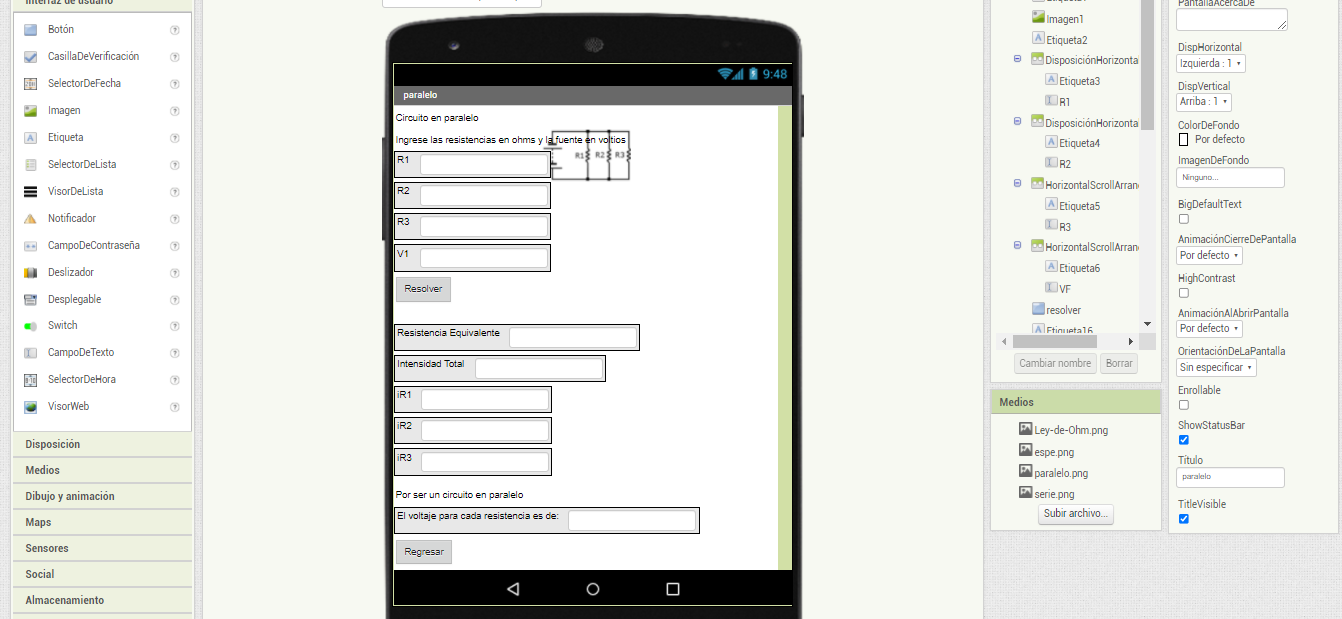 Interfaz de usuario
Botón
CasillaDeVerificación
SelectorDeFecha
Imagen
Etiqueta
SelectorDeLista
VisorDeLista
Notificador
CampoDeContraseña
Deslizador
Desplegable
Switch
CampoDeTexto
SelectorDeHora
VisorWeb
Disposición
Medios
Dibujo y animación
Maps
Sensores
Social
Almacenamiento
9:48
paralelo
Circuito en paralelo
Ingrese las resistencias en ohms y la fuente en voltios
R1
R2
R3
V1
R1 R2 R3
Resolver
Resistencia Equivalente
Intensidad Total
iR1
iR2
iR3
Por ser un circuito en paralelo
El voltaje para cada resistencia es de:
Regresar
Imagen1
Etiqueta2
DisposiciónHorizonta
Etiqueta3
R1
DisposiciónHorizonta
Etiqueta4
R2
HorizontalScrollArran
Etiqueta5
R3
HorizontalScrollArran
Etiqueta6
VF
resolver
Etiqueta16
Cambiar nombre Borrar
Medios
Ley-de-Ohm.png
espe.png
paralelo.png
serie.png
Subir archivo...
PantallaAcercaDe
DispHorizontal
Izquierda : 1
DispVertical
Arriba : 1
ColorDeFondo
Por defecto
ImagenDeFondo
Ninguno...
BigDefaultText
AnimaciónCierreDePantalla
Por defecto
HighContrast
AnimaciónAlAbrirPantalla
Por defecto
OrientaciónDeLaPantalla
Sin especificar
Enrollable
ShowStatusBar
Título
paralelo
TitleVisible